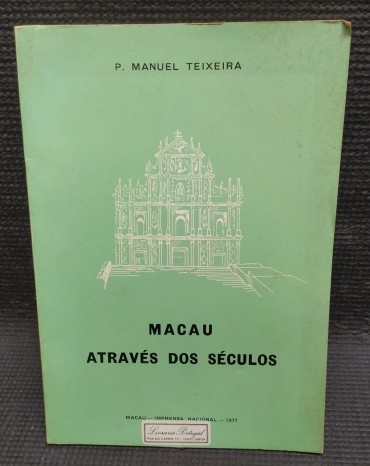 P. MANUEL TEIXEIRA
MACAU
ATRAVÉS DOS SÉCULOS
MACAU — IMPRENSA NACIONAL — 1977
Livraria Portugal